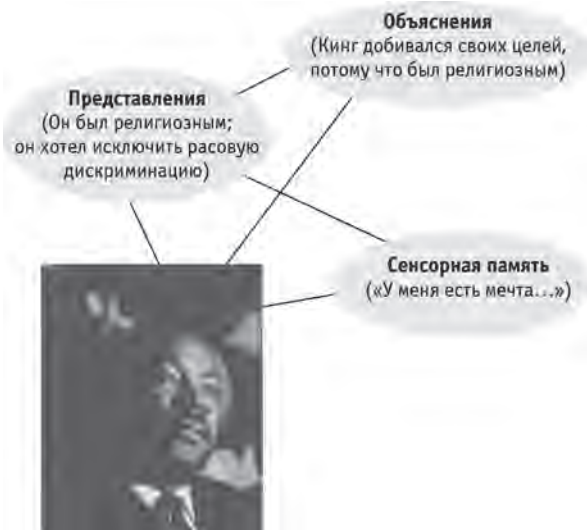 Объяснения
(Кинг добивался своих целей,
потому что был религиозным)
Представления
(Он был религиозным;
он хотел исключить расовую
дискриминацию)
Сенсорная память
(«У меня есть мечта...»)